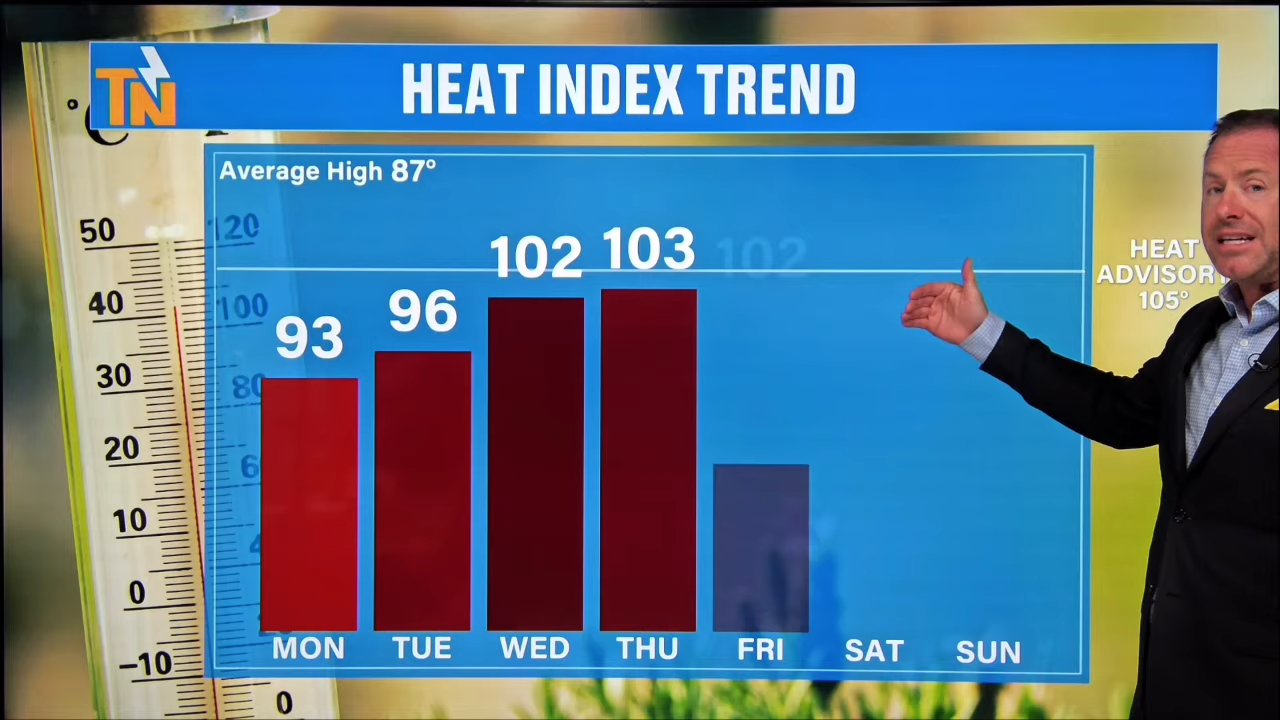 TN
HEAT INDEX TREND
°C
Average High 87°
50 120
40 100
30 80
20
10
0
-10
0
93
96
102
103
102
HEAT
ADVISORY
105°
MON TUE WED THU FRI SAT SUN